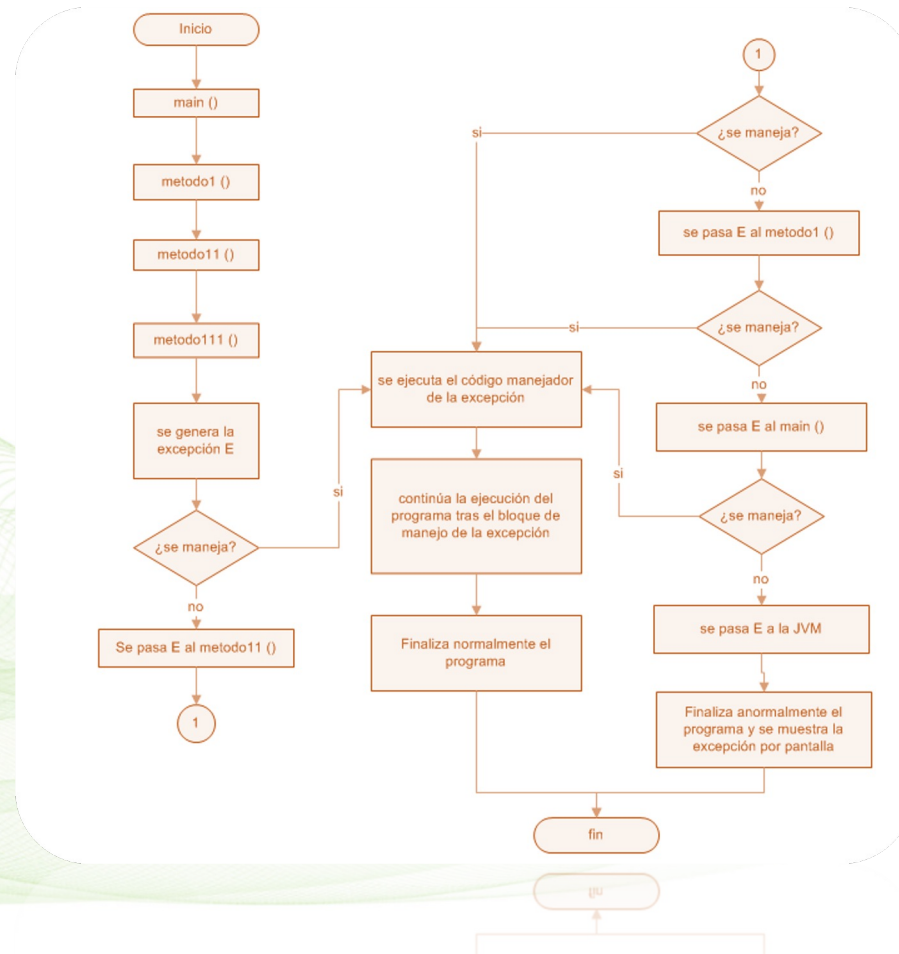 Inicio
main ()
metodo1 ()
metodo11 ()
metodo111 ()
se genera la
excepción E
¿se maneja?
si
no
Se pasa E al metodo11 ()
1
1
¿se maneja?
si
no
se pasa E al metodo1 ()
¿se maneja?
si
no
se pasa E al main ()
¿se maneja?
si
no
se pasa E a la JVM
Finaliza anormalmente el
programa y se muestra la
excepción por pantalla
se ejecuta el código manejador
de la excepción
continúa la ejecución del
programa tras el bloque de
manejo de la excepción
Finaliza normalmente el
programa
fin